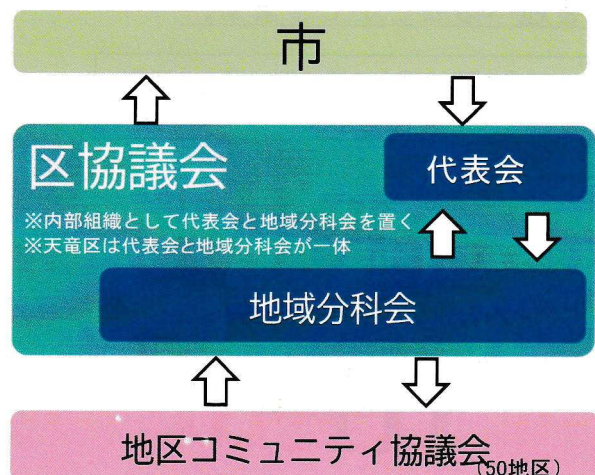 市
区協議会
代表会
※内部組織として代表会と地域分科会を置く
※天竜区は代表会と地域分科会が一体
地域分科会
地区コミュニティ協議会
（50地区）